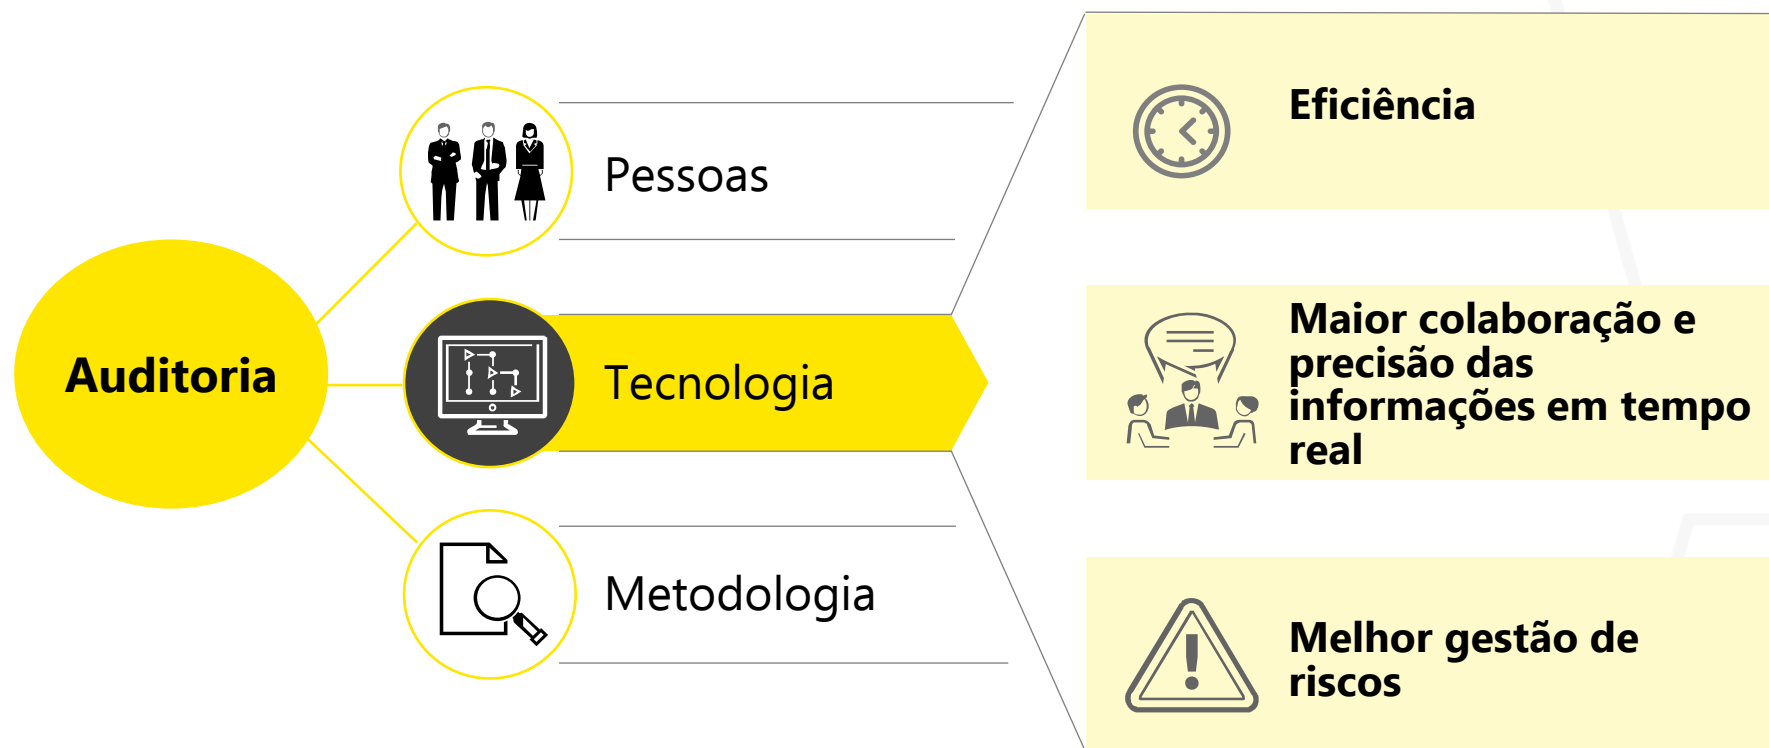 Auditoria
Pessoas
Tecnologia
Metodologia
Eficiência
Maior colaboração e
precisão das
informações em tempo
real
Melhor gestão de
riscos